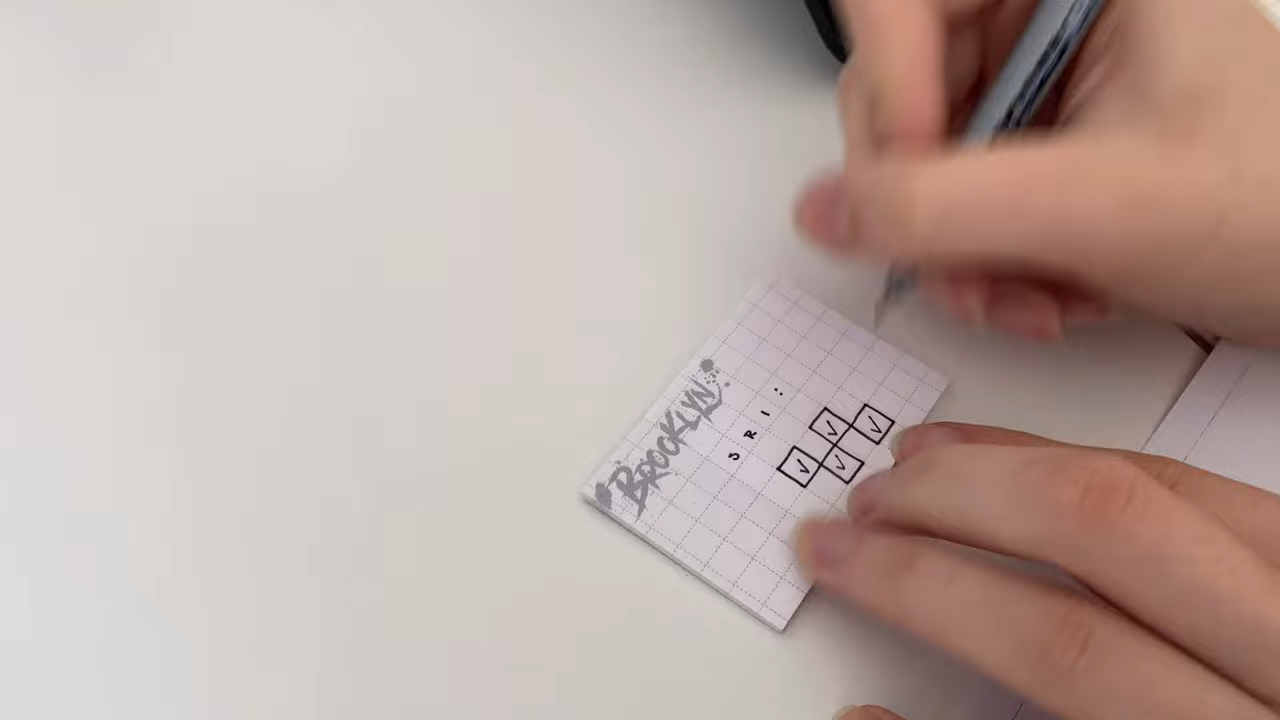 BROOKLYN
S R I :
✓ ✓
✓ ✓